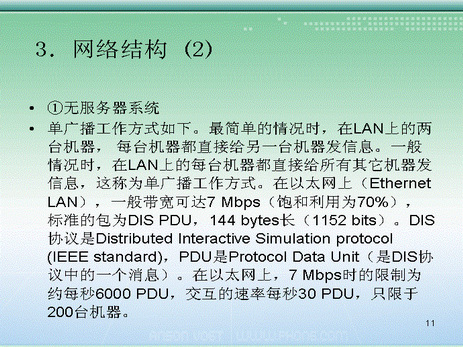 3．网络结构 (2)
• ①无服务器系统
• 单广播工作方式如下。最简单的情况时，在LAN上的两
台机器， 每台机器都直接给另一台机器发信息。一般
情况时，在LAN上的每台机器都直接给所有其它机器发
信息，这称为单广播工作方式。在以太网上（Ethernet
LAN），一般带宽可达7 Mbps（饱和利用为70%），
标准的包为DIS PDU，144 bytes长（1152 bits）。DIS
协议是Distributed Interactive Simulation protocol
(IEEE standard)，PDU是Protocol Data Unit（是DIS协
议中的一个消息）。在以太网上，7 Mbps时的限制为
约每秒6000 PDU，交互的速率每秒30 PDU，只限于
200台机器。
11